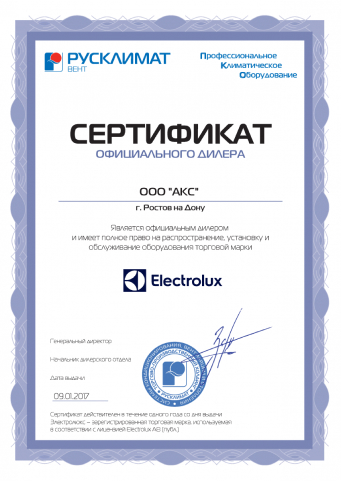 РУСКЛИМАТ
ВЕНТ
Профессиональное
Климатическое
Оборудование
СЕРТИФИКАТ
ОФИЦИАЛЬНОГО ДИЛЕРА
ООО "АКС"
г. Ростов на Дону
Является официальным дилером
и имеет полное право на распространение, установку и
обслуживание оборудования торговой марки
Electrolux
Генеральный директор
Начальник дилерского отдела
Дата выдачи
09.01.2017
Сертификат действителен в течение одного года со дня выдачи
Электролюкс – зарегистрированная торговая марка, используемая
в соответствии с лицензией Electrolux AB (публ.)